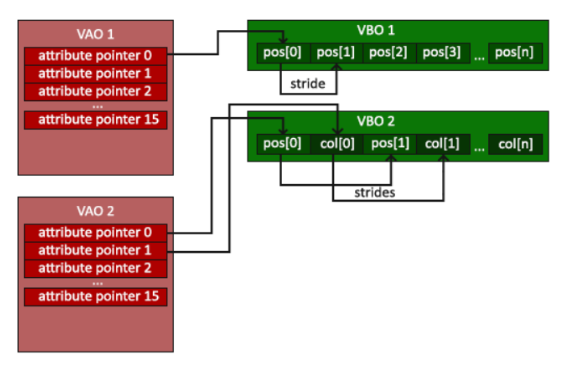 VAO 1
attribute pointer 0
attribute pointer 1
attribute pointer 2
...
attribute pointer 15
VBO 1
pos[0] pos[1] pos[2] pos[3] ... pos[n]
stride
VBO 2
pos[0] col[0] pos[1] col[1] ... col[n]
strides
VAO 2
attribute pointer 0
attribute pointer 1
attribute pointer 2
...
attribute pointer 15